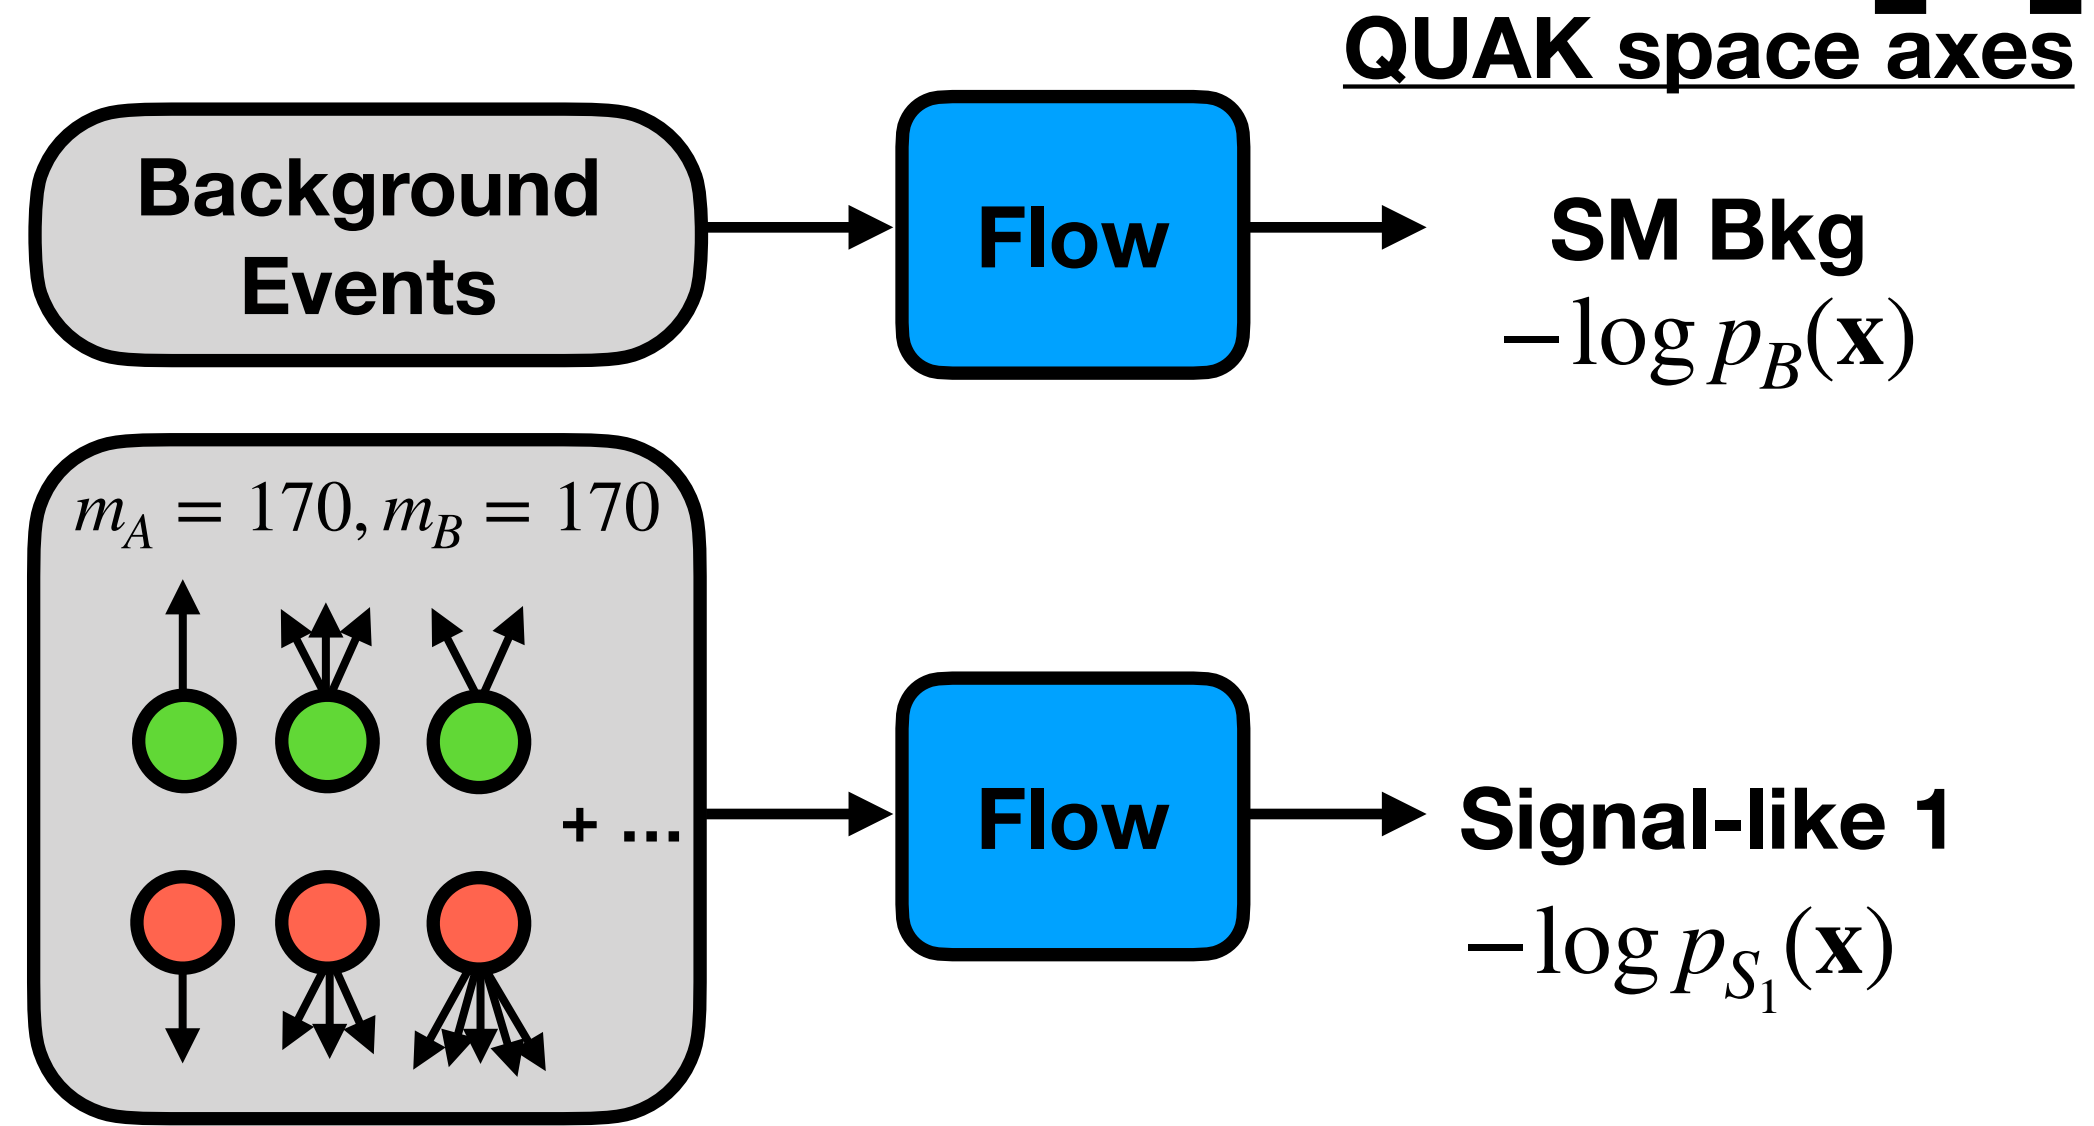 QUAK space axes
Background
Events
Flow
SM Bkg
−log p_B(𝐱)
m_A = 170, m_B = 170
+ ...
Flow
Signal-like 1
−log p_{S_1}(𝐱)